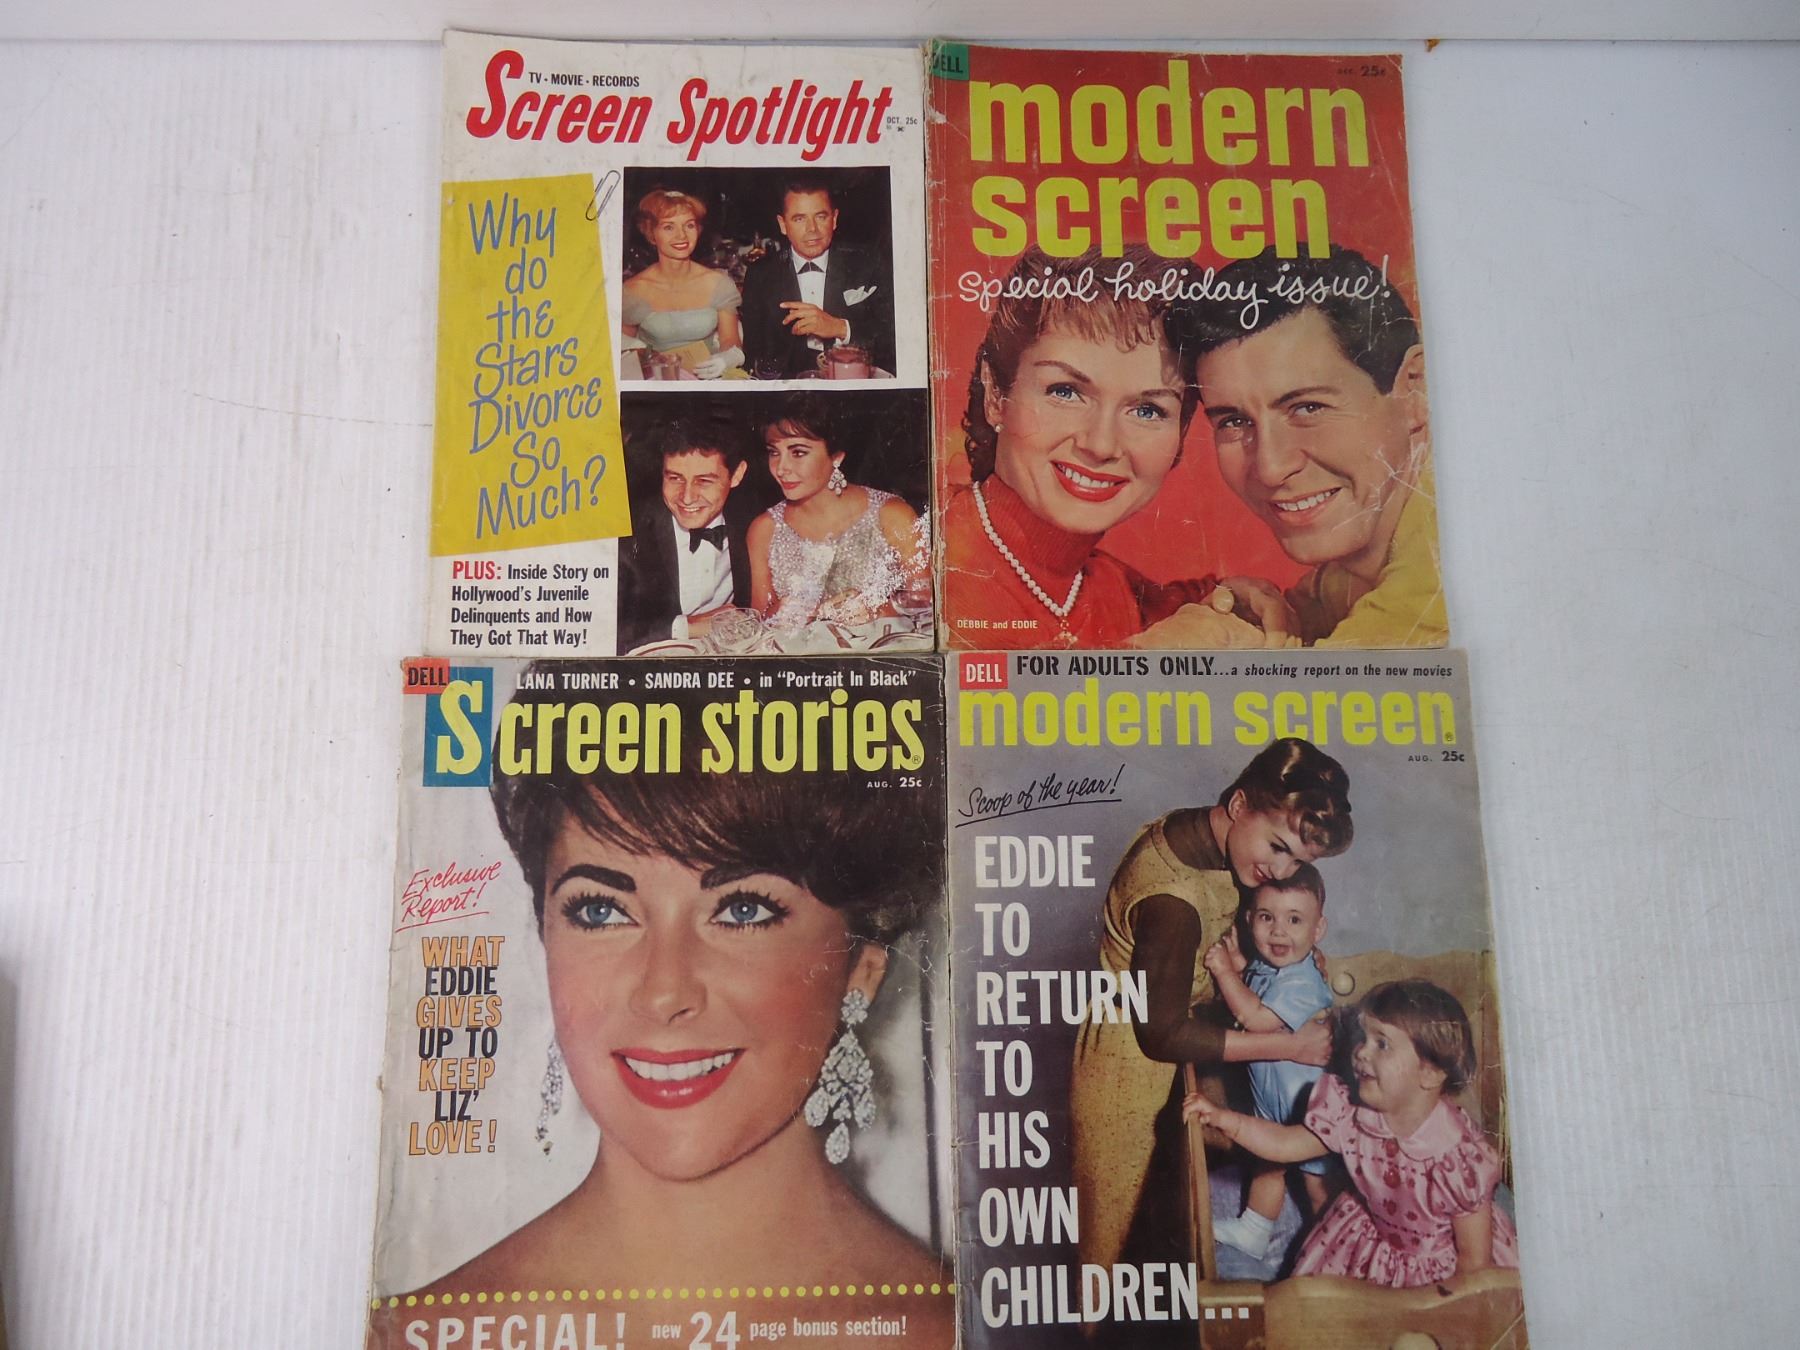 TV • MOVIE • RECORDS
Screen Spotlight
OCT. 25c
Why
do
the
Stars
Divorce
So
Much?
PLUS: Inside Story on
Hollywood's Juvenile
Delinquents and How
They Got That Way!
DELL
DEC. 25c
modern
screen
Special holiday issue!
DEBBIE and EDDIE
DELL
LANA TURNER • SANDRA DEE • in "Portrait In Black"
Screen stories®
AUG. 25c
Exclusive
Report!
WHAT
EDDIE
GIVES
UP TO
KEEP
LIZ'
LOVE!
SPECIAL! new 24 page bonus section!
DELL
FOR ADULTS ONLY...a shocking report on the new movies
modern screen®
AUG. 25c
Scoop of the year!
EDDIE
TO
RETURN
TO
HIS
OWN
CHILDREN...